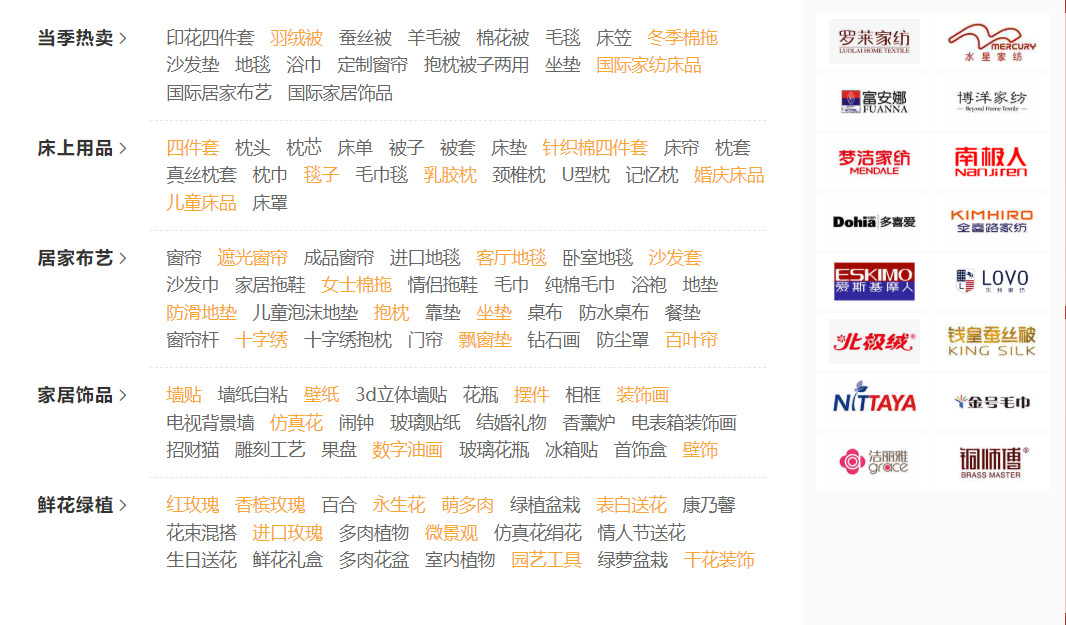 当季热卖 >
印花四件套 羽绒被 蚕丝被 羊毛被 棉花被 毛毯 床笠 冬季棉拖
沙发垫 地毯 浴巾 定制窗帘 抱枕被子两用 坐垫 国际家纺床品
国际居家布艺 国际家居饰品
床上用品 >
四件套 枕头 枕芯 床单 被子 被套 床垫 针织棉四件套 床帘 枕套
真丝枕套 枕巾 毯子 毛巾毯 乳胶枕 颈椎枕 U型枕 记忆枕 婚庆床品
儿童床品 床罩
居家布艺 >
窗帘 遮光窗帘 成品窗帘 进口地毯 客厅地毯 卧室地毯 沙发套
沙发巾 家居拖鞋 女士棉拖 情侣拖鞋 毛巾 纯棉毛巾 浴袍 地垫
防滑地垫 儿童泡沫地垫 抱枕 靠垫 坐垫 桌布 防水桌布 餐垫
窗帘杆 十字绣 十字绣抱枕 门帘 飘窗垫 钻石画 防尘罩 百叶帘
家居饰品 >
墙贴 墙纸自粘 壁纸 3d立体墙贴 花瓶 摆件 相框 装饰画
电视背景墙 仿真花 闹钟 玻璃贴纸 结婚礼物 香薰炉 电表箱装饰画
招财猫 雕刻工艺 果盘 数字油画 玻璃花瓶 冰箱贴 首饰盒 壁饰
鲜花绿植 >
红玫瑰 香槟玫瑰 百合 永生花 萌多肉 绿植盆栽 表白送花 康乃馨
花束混搭 进口玫瑰 多肉植物 微景观 仿真花绢花 情人节送花
生日送花 鲜花礼盒 多肉花盆 室内植物 园艺工具 绿萝盆栽 干花装饰
罗莱家纺
LUOLAI HOME TEXTILE
MERCURY
水星家纺
富安娜
FUANNA
博洋家纺
Beyond Home Textile
梦洁家纺
MENDALE
南极人
Nanjiren
Dohia.com 多喜爱
KIMHIRO
金喜路家纺
ESKIMO
爱斯基摩人
LOVO
乐我家纺
北极绒®
钱皇蚕丝被
KING SILK
NITTAYA
金号毛巾
洁丽雅
grace
铜师傅®
BRASS MASTER